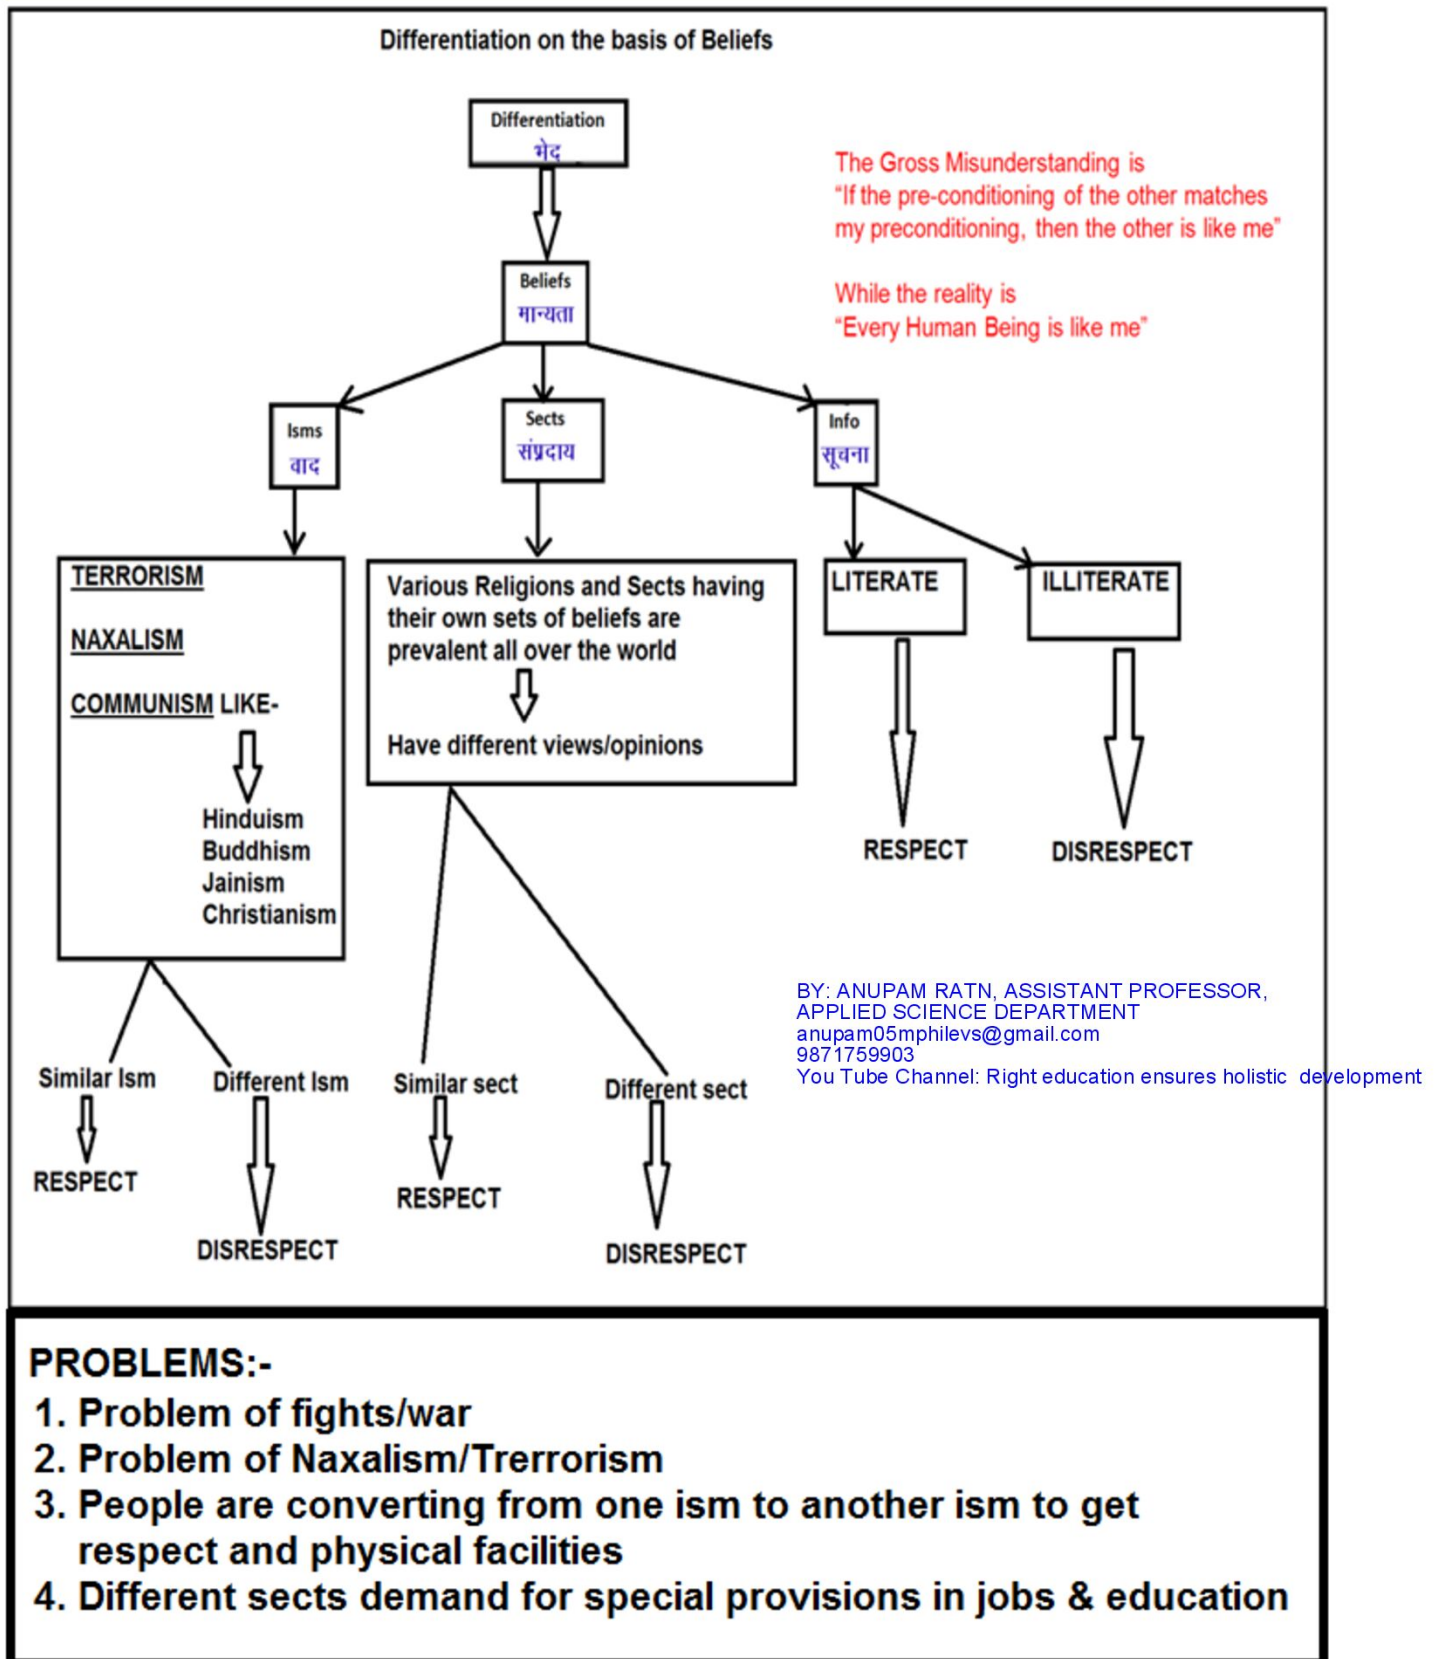 Differentiation on the basis of Beliefs
Differentiation
भेद
The Gross Misunderstanding is
“If the pre-conditioning of the other matches
my preconditioning, then the other is like me”
While the reality is
“Every Human Being is like me”
Beliefs
मान्यता
Isms
वाद
Sects
संप्रदाय
Info
सूचना
TERRORISM
NAXALISM
COMMUNISM LIKE-
Hinduism
Buddhism
Jainism
Christianism
Various Religions and Sects having
their own sets of beliefs are
prevalent all over the world
Have different views/opinions
LITERATE
ILLITERATE
RESPECT
DISRESPECT
BY: ANUPAM RATN, ASSISTANT PROFESSOR,
APPLIED SCIENCE DEPARTMENT
anupam05mphilevs@gmail.com
9871759903
You Tube Channel: Right education ensures holistic development
Similar Ism
Different Ism
Similar sect
Different sect
RESPECT
DISRESPECT
RESPECT
DISRESPECT
PROBLEMS:-
1. Problem of fights/war
2. Problem of Naxalism/Trerrorism
3. People are converting from one ism to another ism to get
respect and physical facilities
4. Different sects demand for special provisions in jobs & education